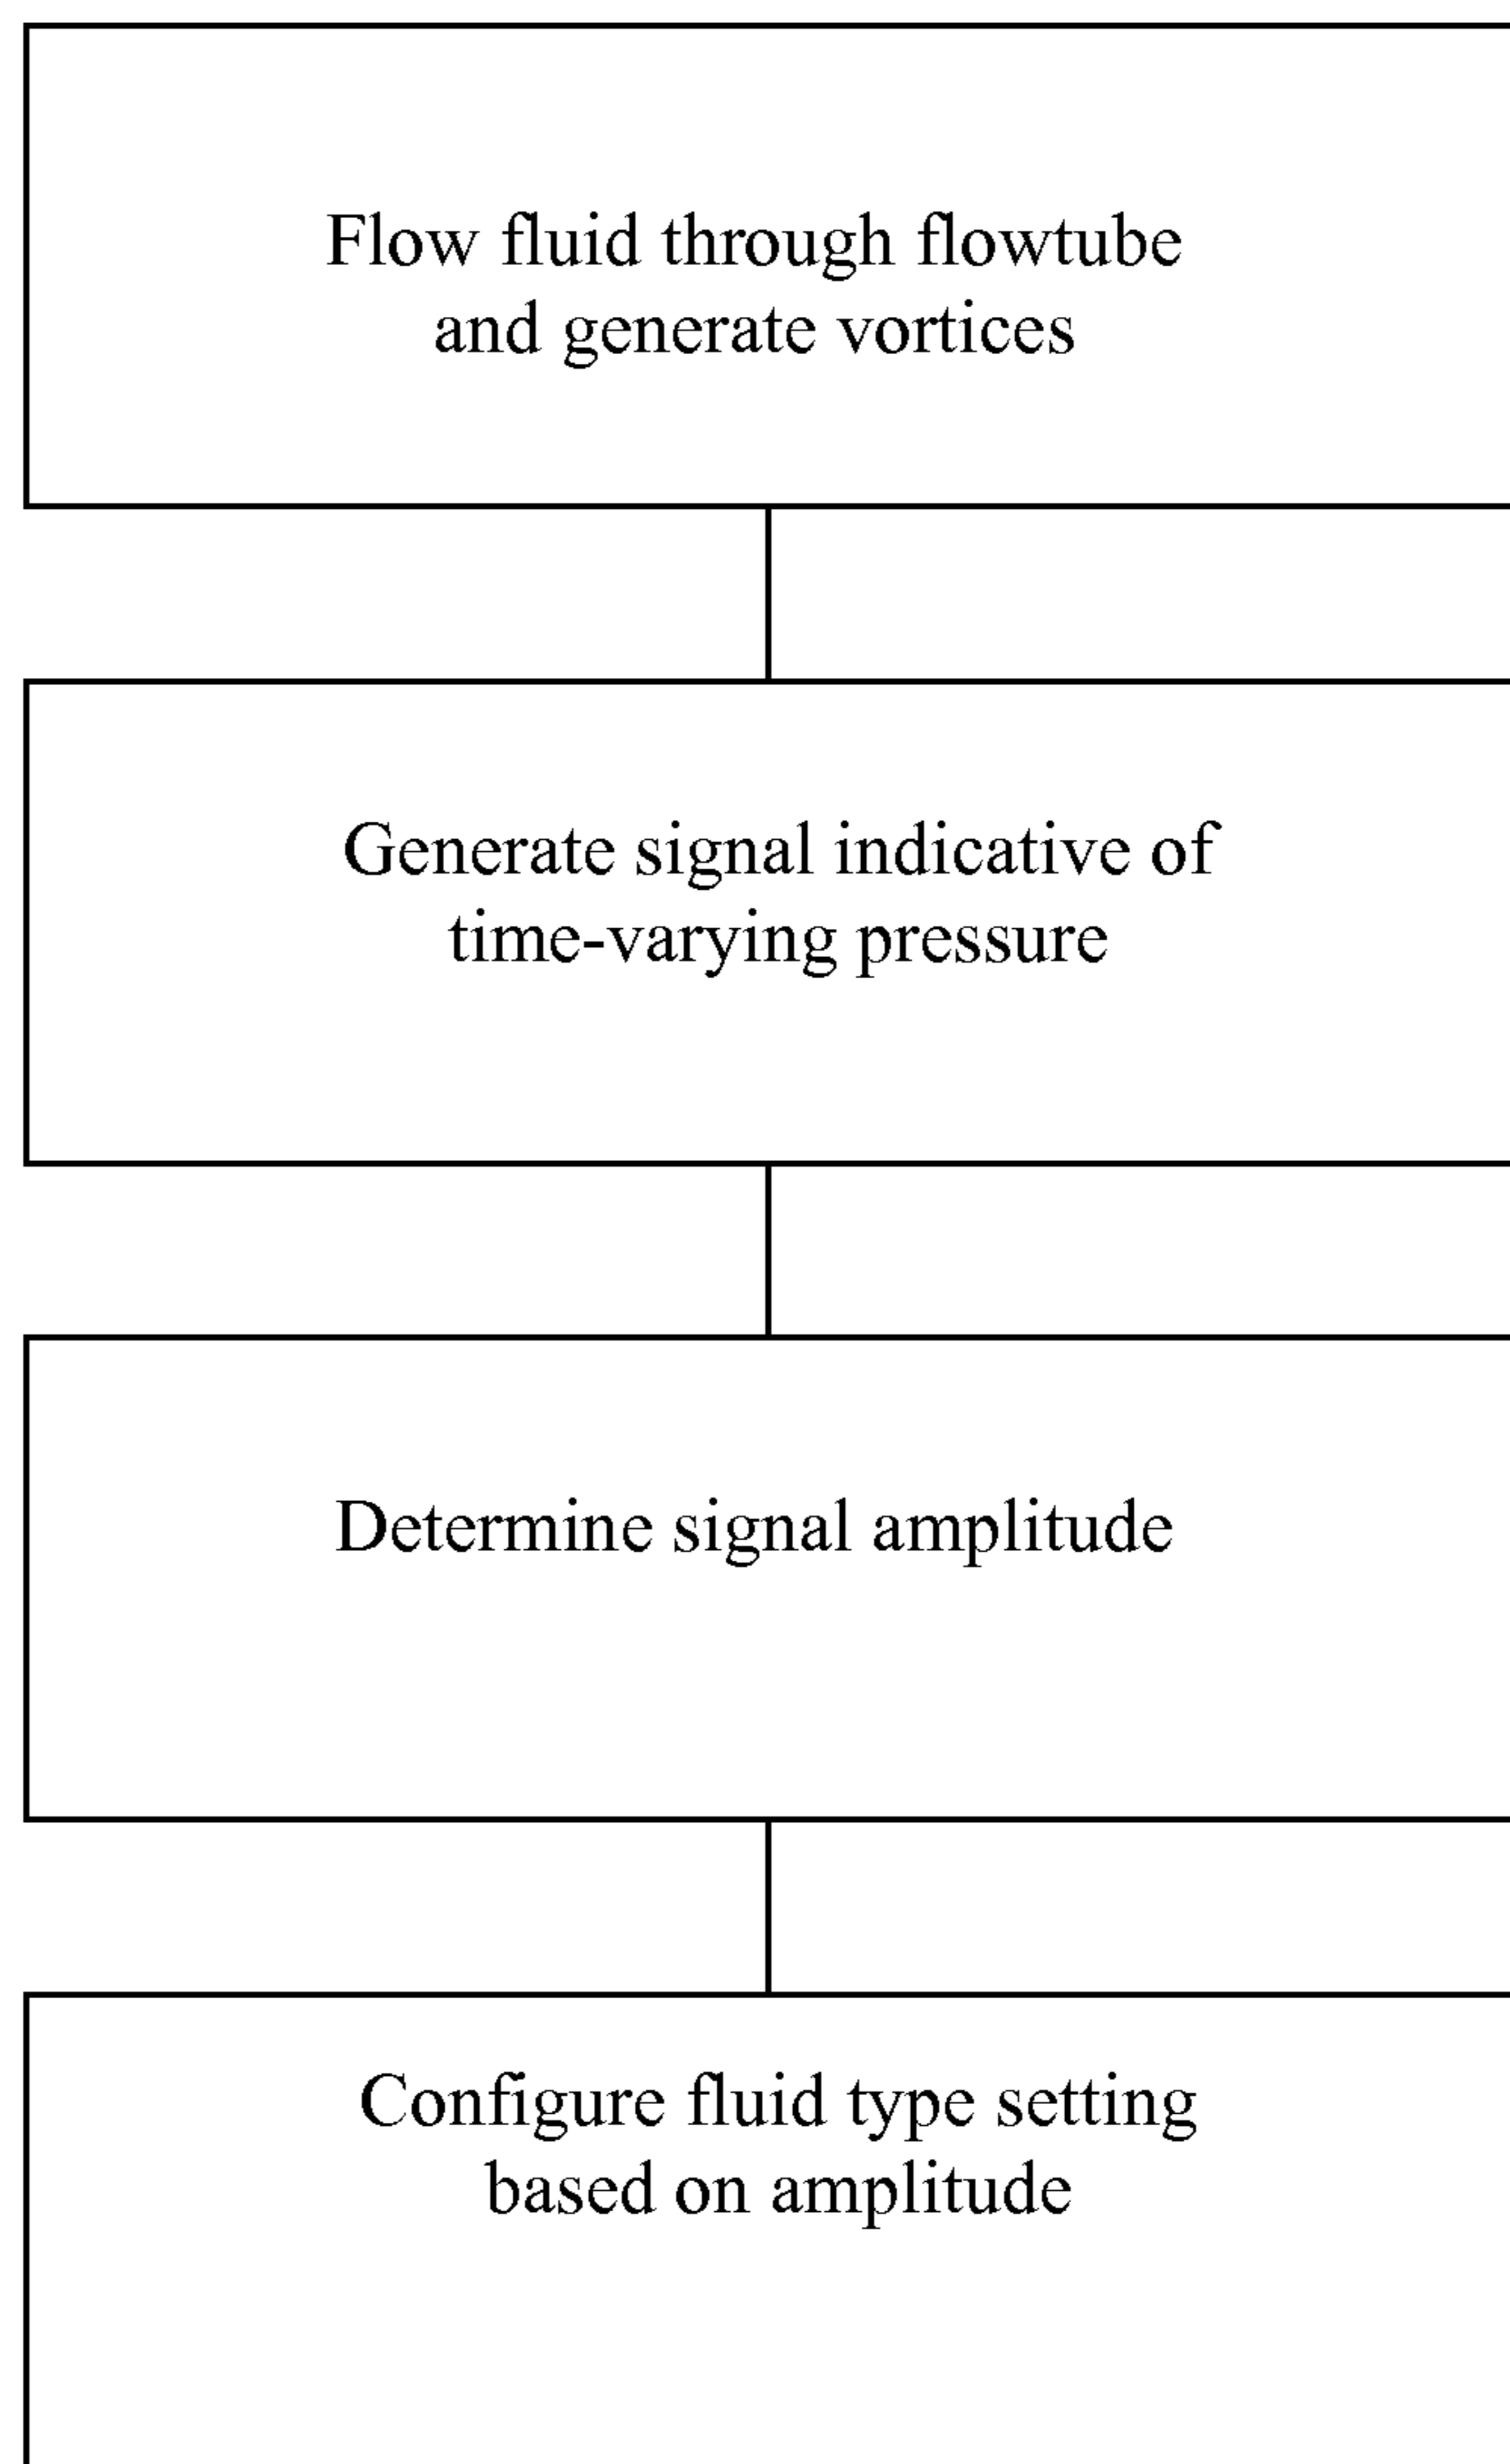 Flow fluid through flowtube
and generate vortices
Generate signal indicative of
time-varying pressure
Determine signal amplitude
Configure fluid type setting
based on amplitude